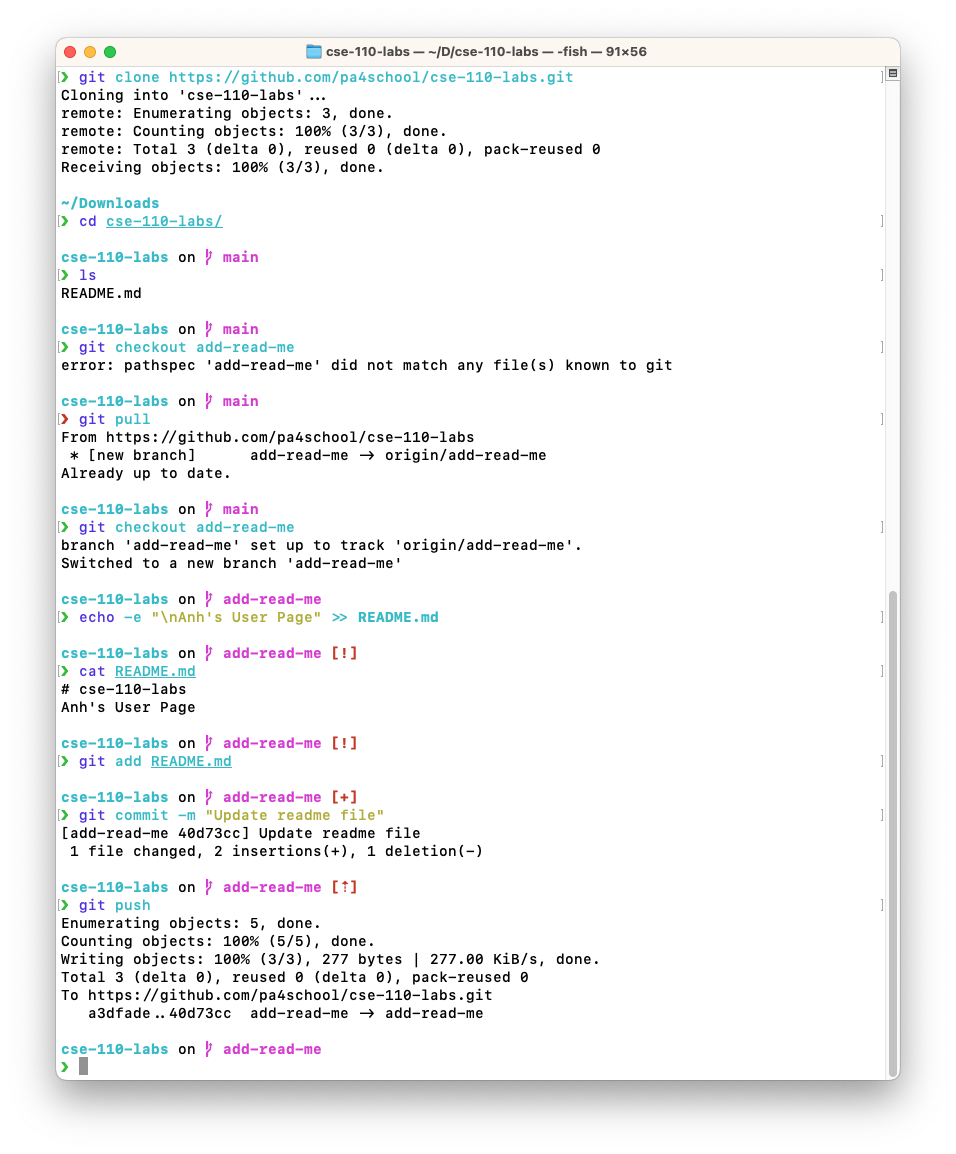 cse-110-labs — ~/D/cse-110-labs — -fish — 91×56
❯ git clone https://github.com/pa4school/cse-110-labs.git
Cloning into 'cse-110-labs'...
remote: Enumerating objects: 3, done.
remote: Counting objects: 100% (3/3), done.
remote: Total 3 (delta 0), reused 0 (delta 0), pack-reused 0
Receiving objects: 100% (3/3), done.
~/Downloads
❯ cd cse-110-labs/
cse-110-labs on main
❯ ls
README.md
cse-110-labs on main
❯ git checkout add-read-me
error: pathspec 'add-read-me' did not match any file(s) known to git
cse-110-labs on main
❯ git pull
From https://github.com/pa4school/cse-110-labs
 * [new branch]      add-read-me -> origin/add-read-me
Already up to date.
cse-110-labs on main
❯ git checkout add-read-me
branch 'add-read-me' set up to track 'origin/add-read-me'.
Switched to a new branch 'add-read-me'
cse-110-labs on add-read-me
❯ echo -e "\nAnh's User Page" >> README.md
cse-110-labs on add-read-me [!]
❯ cat README.md
# cse-110-labs
Anh's User Page
cse-110-labs on add-read-me [!]
❯ git add README.md
cse-110-labs on add-read-me [+]
❯ git commit -m "Update readme file"
[add-read-me 40d73cc] Update readme file
 1 file changed, 2 insertions(+), 1 deletion(-)
cse-110-labs on add-read-me [⇡]
❯ git push
Enumerating objects: 5, done.
Counting objects: 100% (5/5), done.
Writing objects: 100% (3/3), 277 bytes | 277.00 KiB/s, done.
Total 3 (delta 0), reused 0 (delta 0), pack-reused 0
To https://github.com/pa4school/cse-110-labs.git
   a3dfade..40d73cc  add-read-me -> add-read-me
cse-110-labs on add-read-me
❯